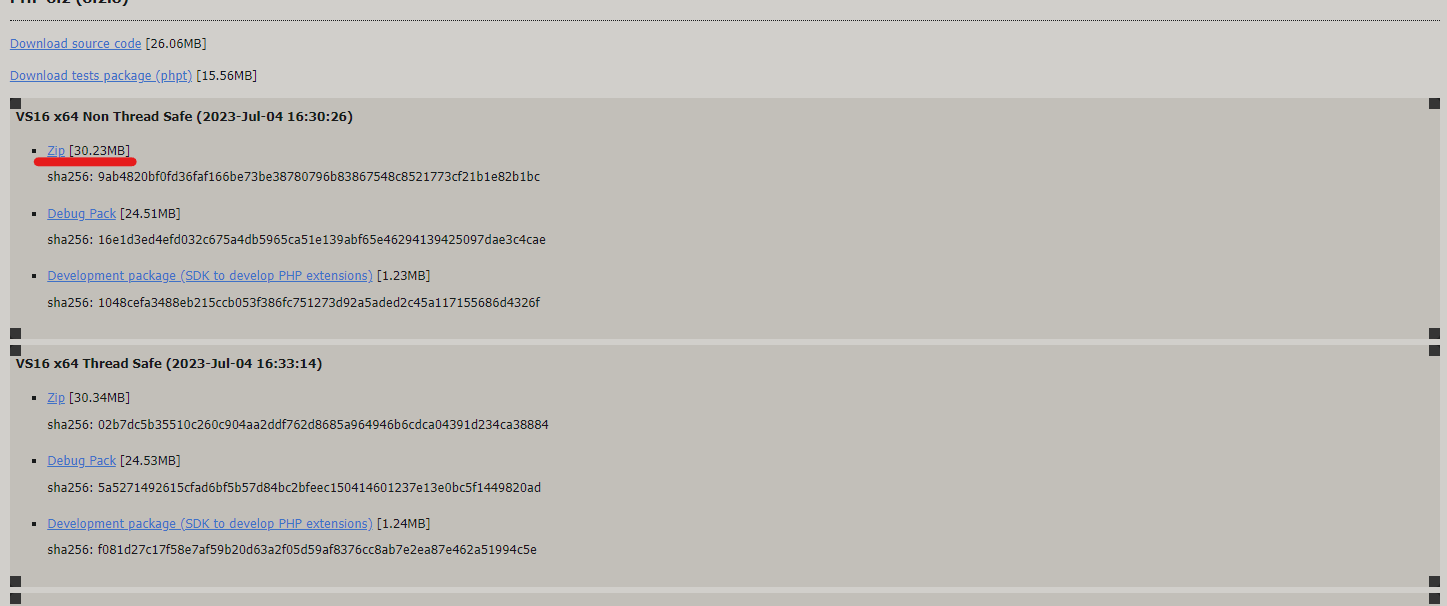 Download source code [26.06MB]
Download tests package (phpt) [15.56MB]
VS16 x64 Non Thread Safe (2023-Jul-04 16:30:26)
Zip [30.23MB]
sha256: 9ab4820bf0fd36faf166be73be38780796b83867548c8521773cf21b1e82b1bc
Debug Pack [24.51MB]
sha256: 16e1d3ed4efd032c675a4db5965ca51e139abf65e46294139425097dae3c4cae
Development package (SDK to develop PHP extensions) [1.23MB]
sha256: 1048cefa3488eb215ccb053f386fc751273d92a5aded2c45a117155686d4326f
VS16 x64 Thread Safe (2023-Jul-04 16:33:14)
Zip [30.34MB]
sha256: 02b7dc5b35510c260c904aa2ddf762d8685a964946b6cdca04391d234ca38884
Debug Pack [24.53MB]
sha256: 5a5271492615cfad6bf5b57d84bc2bfeec150414601237e13e0bc5f1449820ad
Development package (SDK to develop PHP extensions) [1.24MB]
sha256: f081d27c17f58e7af59b20d63a2f05d59af8376cc8ab7e2ea87e462a51994c5e